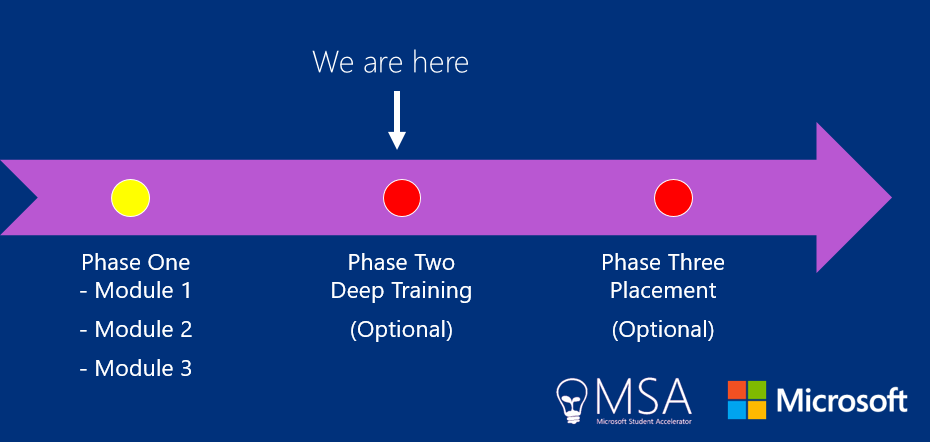 We are here
Phase One
- Module 1
- Module 2
- Module 3
Phase Two
Deep Training
(Optional)
Phase Three
Placement
(Optional)
MSA
Microsoft Student Accelerator
Microsoft